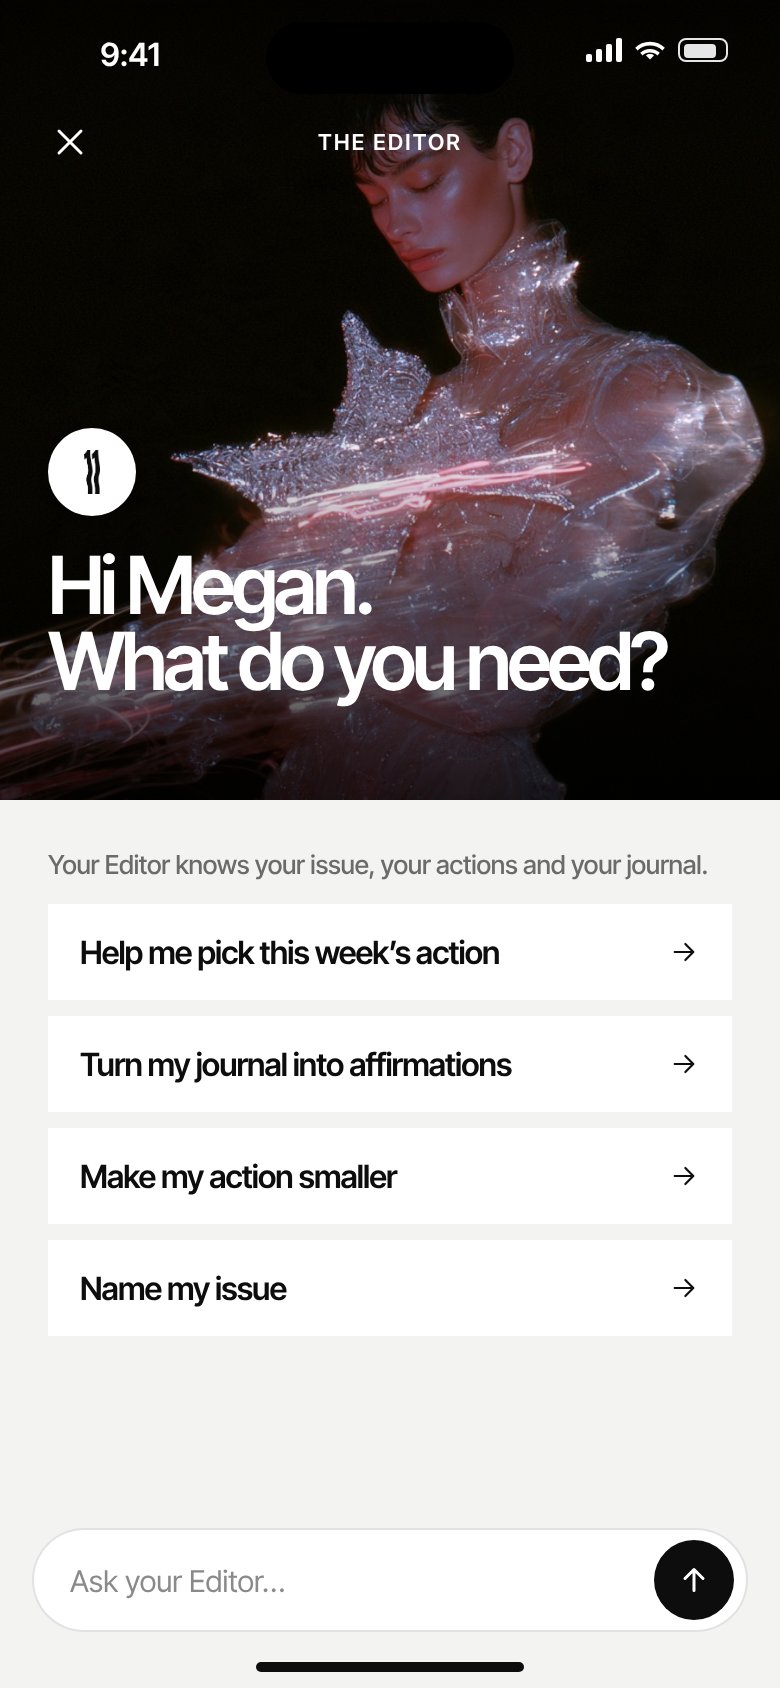 9:41
THE EDITOR
11
Hi Megan.
What do you need?
Your Editor knows your issue, your actions and your journal.
Help me pick this week’s action
Turn my journal into affirmations
Make my action smaller
Name my issue
Ask your Editor...